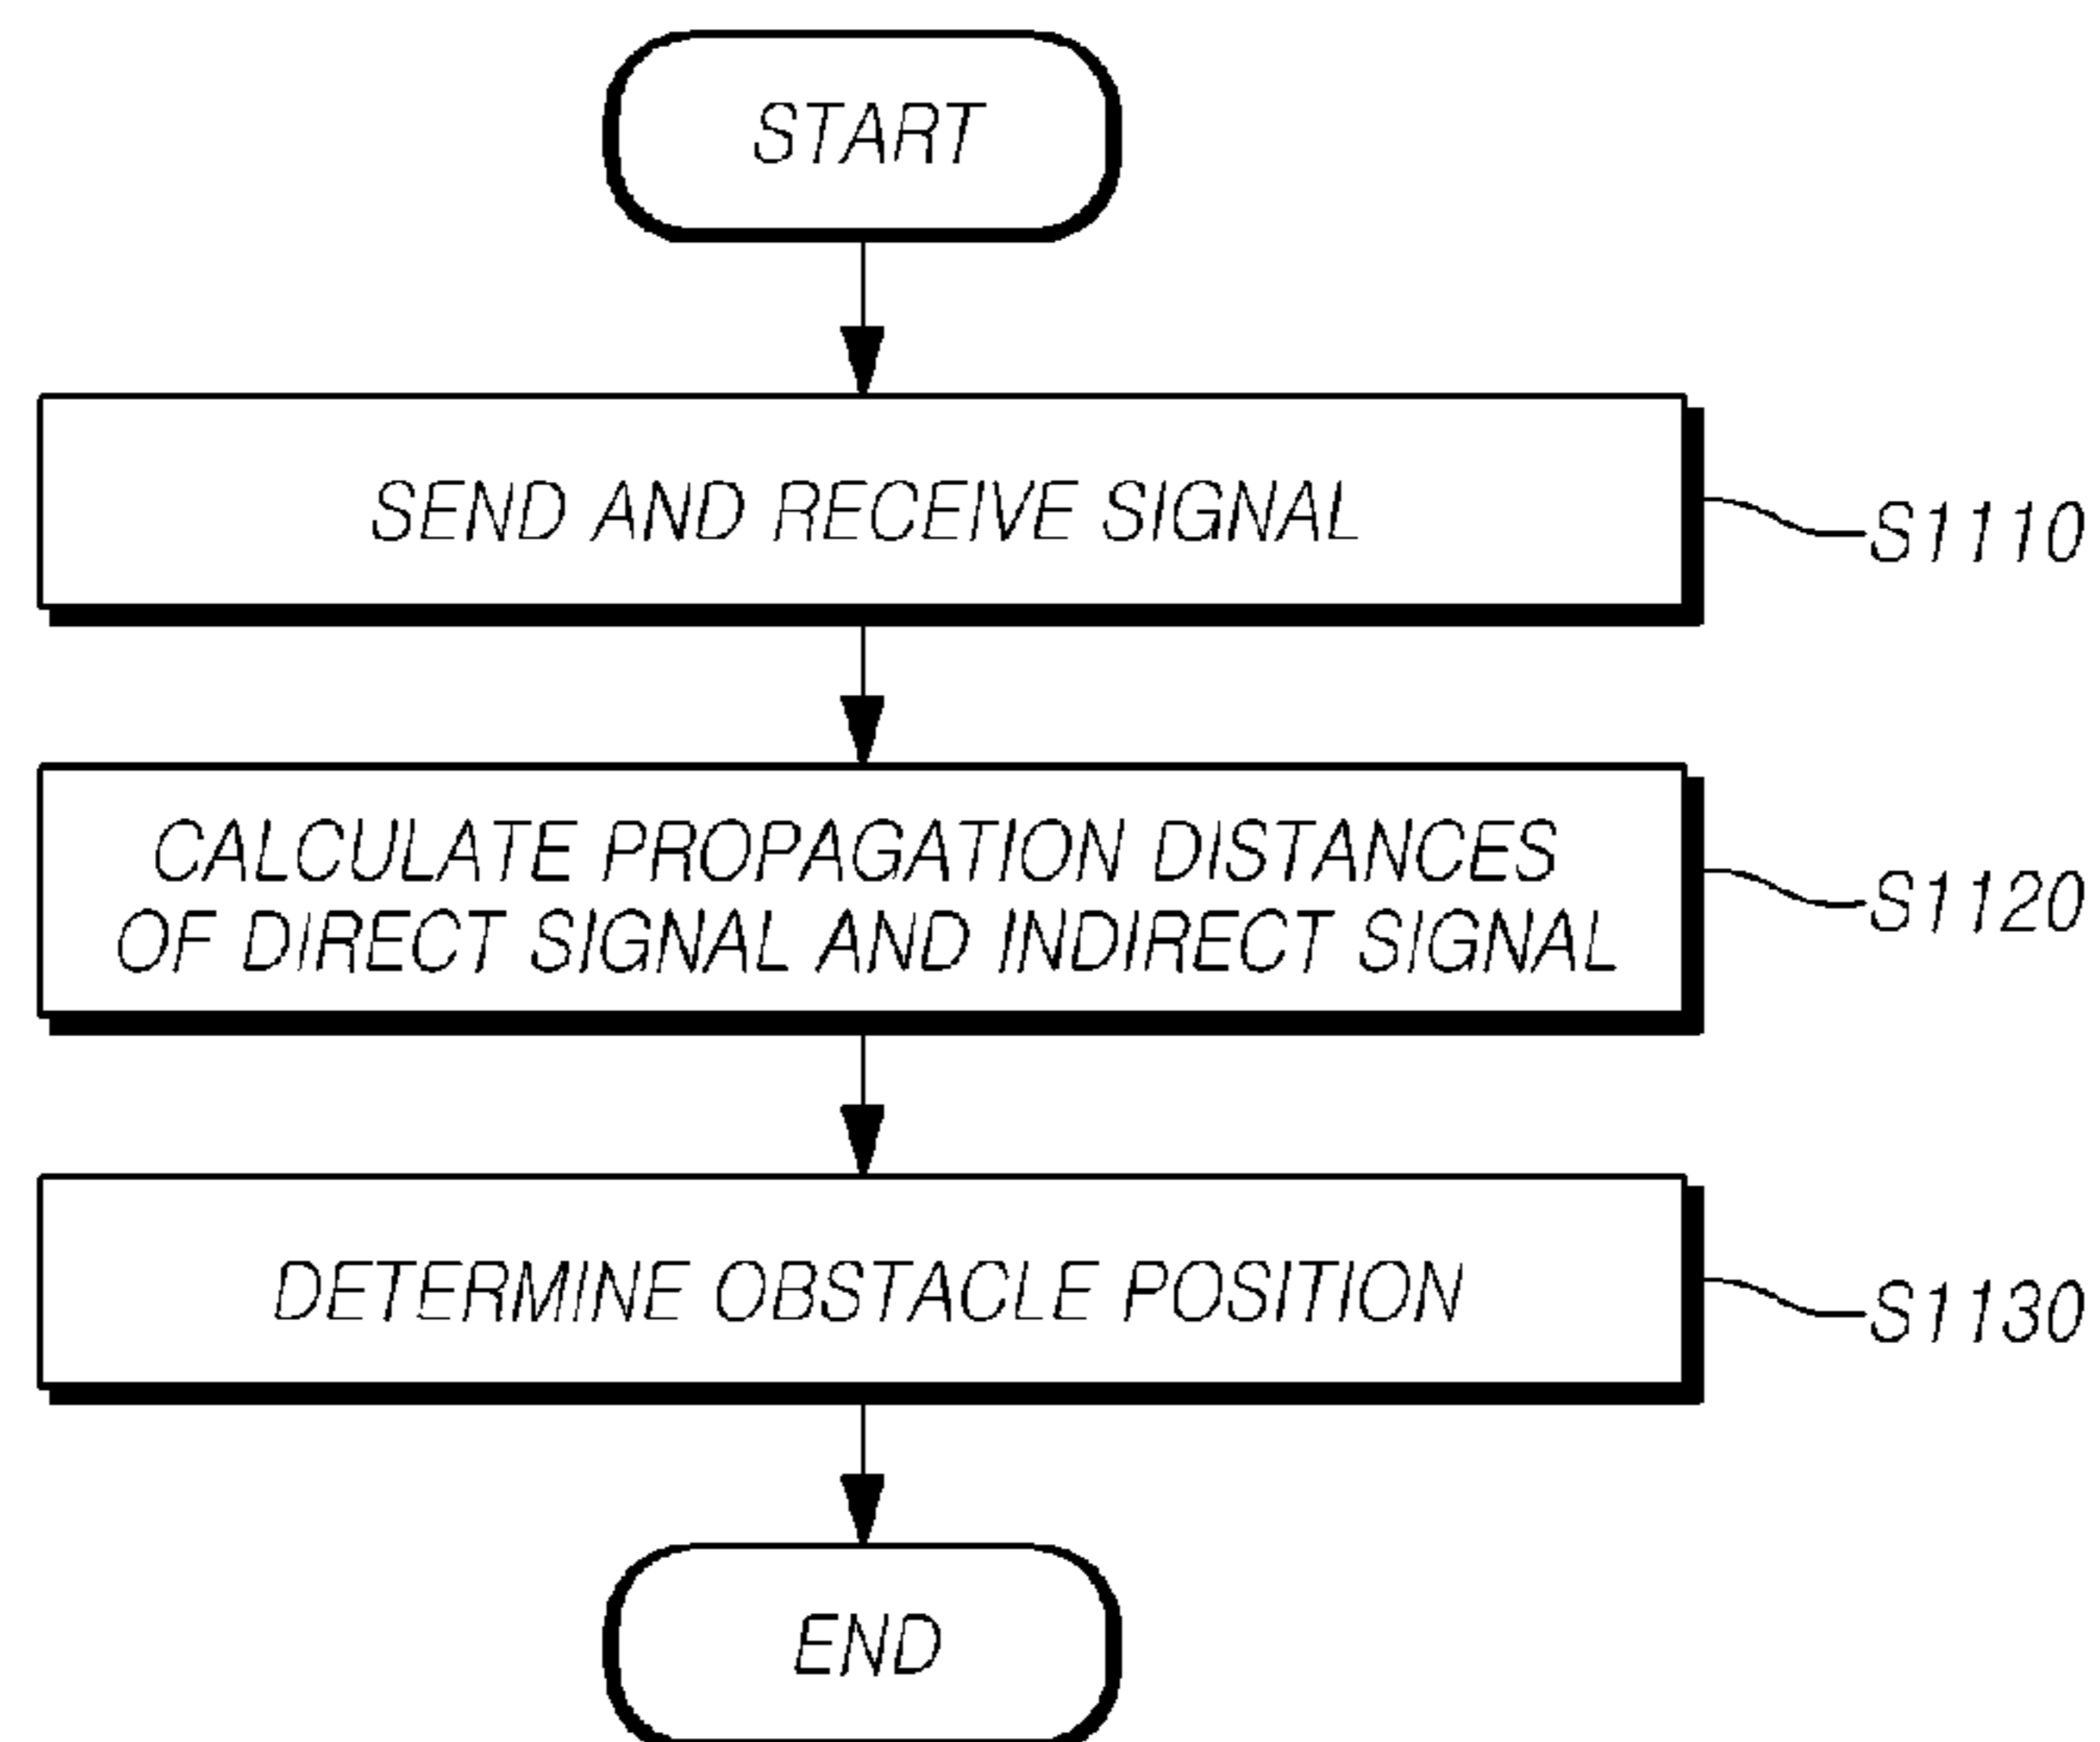 START
SEND AND RECEIVE SIGNAL
S1110
CALCULATE PROPAGATION DISTANCES
OF DIRECT SIGNAL AND INDIRECT SIGNAL
S1120
DETERMINE OBSTACLE POSITION
S1130
END